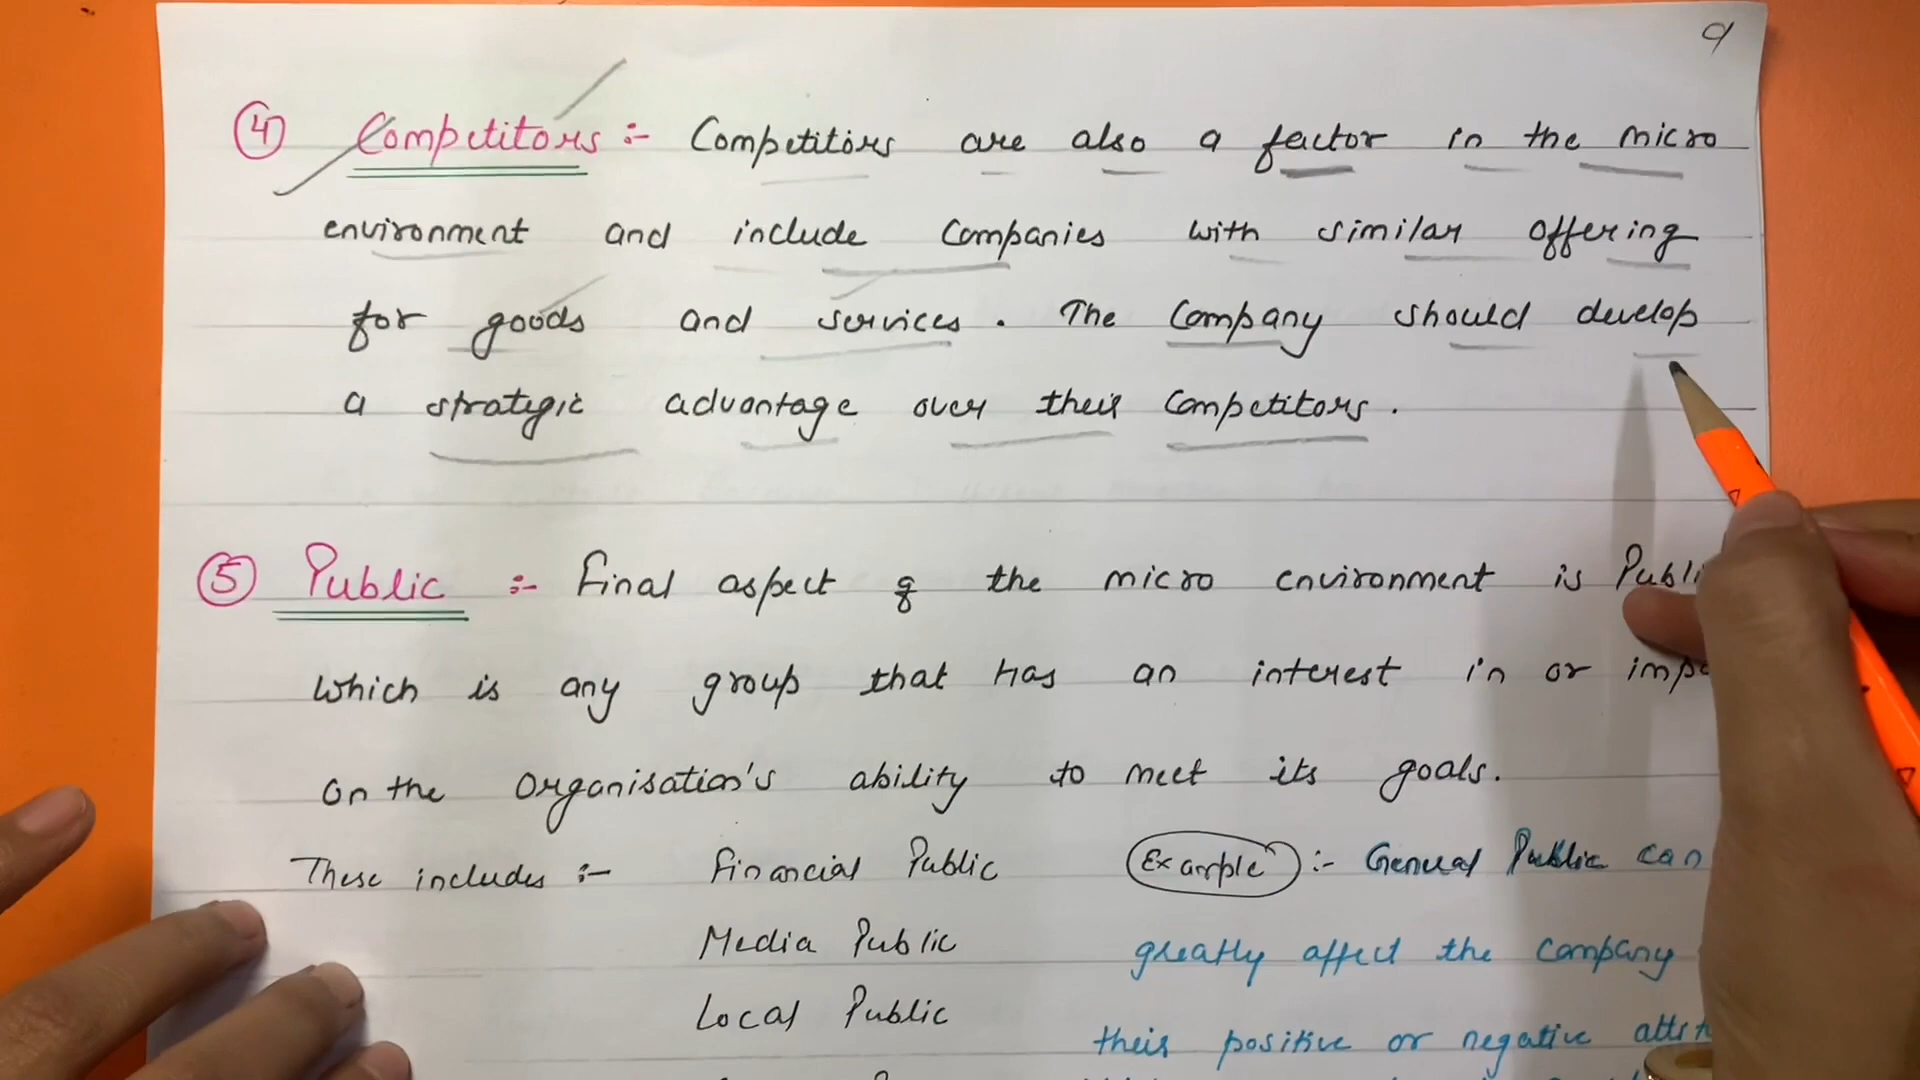 9
④ Competitors :- Competitors are also a factor in the micro
environment and include companies with similar offering
for goods and services. The company should develop
a strategic advantage over their competitors.
⑤ Public :- Final aspect of the micro environment is
which is any group that has an interest in or
on the organisation's ability to meet its goals.
These includes :- Financial Public
Media Public
Local Public
Example :- General Public can
greatly affect the company
their positive or negative